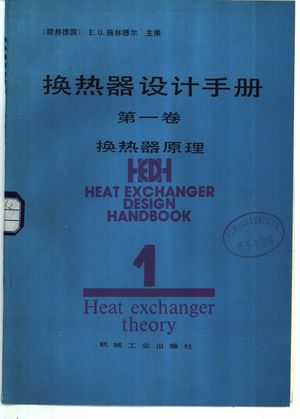 〔联邦德国〕 E.U.施林德尔 主编
换热器设计手册
第一卷
换热器原理
HEDH
HEAT EXCHANGER
DESIGN
HANDBOOK
1
Heat exchanger
theory
机械工业出版社